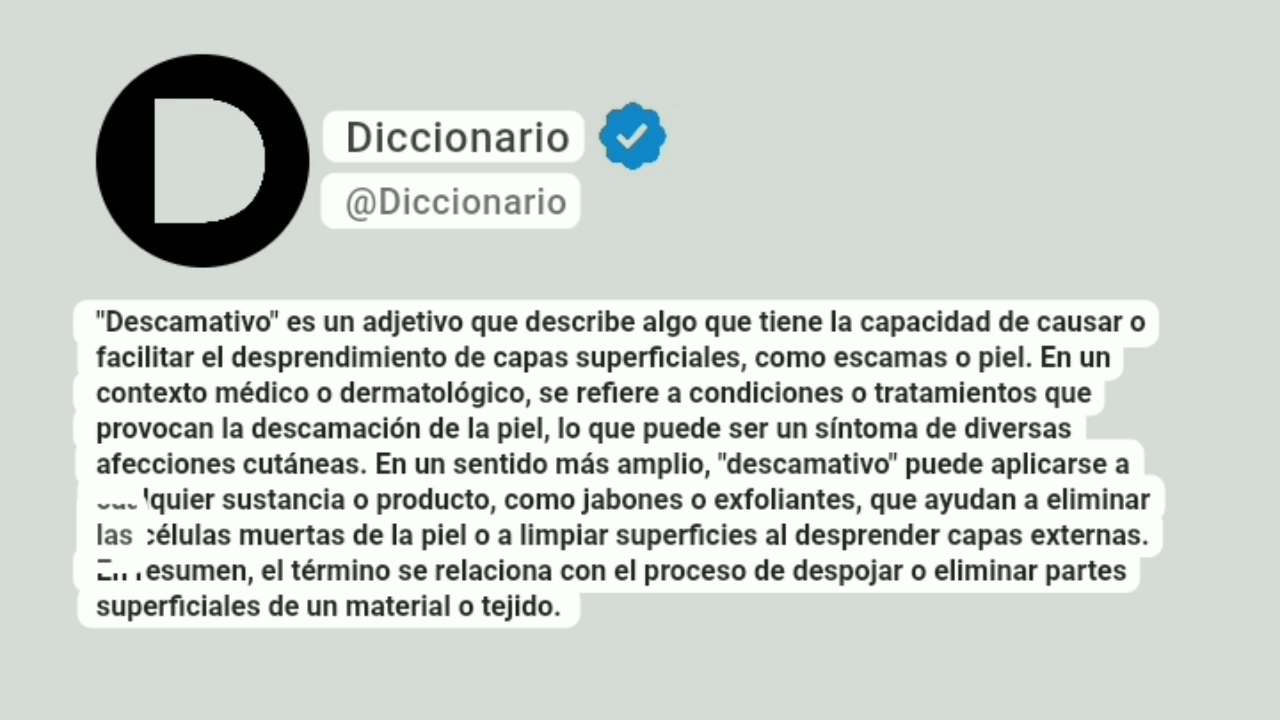 D
Diccionario
@Diccionario
"Descamativo" es un adjetivo que describe algo que tiene la capacidad de causar o
facilitar el desprendimiento de capas superficiales, como escamas o piel. En un
contexto médico o dermatológico, se refiere a condiciones o tratamientos que
provocan la descamación de la piel, lo que puede ser un síntoma de diversas
afecciones cutáneas. En un sentido más amplio, "descamativo" puede aplicarse a
cualquier sustancia o producto, como jabones o exfoliantes, que ayudan a eliminar
las células muertas de la piel o a limpiar superficies al desprender capas externas.
En resumen, el término se relaciona con el proceso de despojar o eliminar partes
superficiales de un material o tejido.